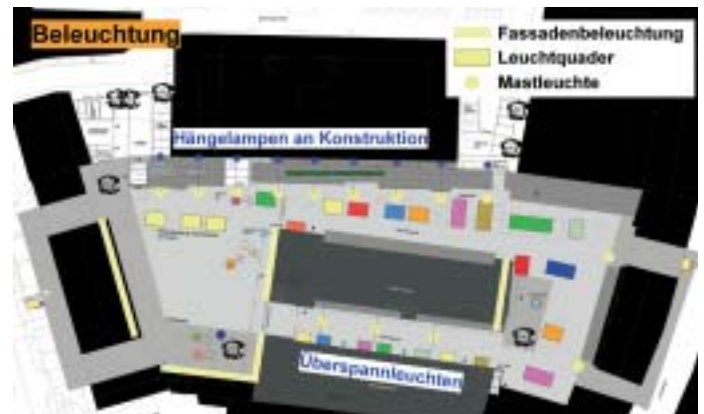 Beleuchtung
Fassadenbeleuchtung
Leuchtquader
Mastleuchte
Hängelampen an Konstruktion
Überspannleuchten